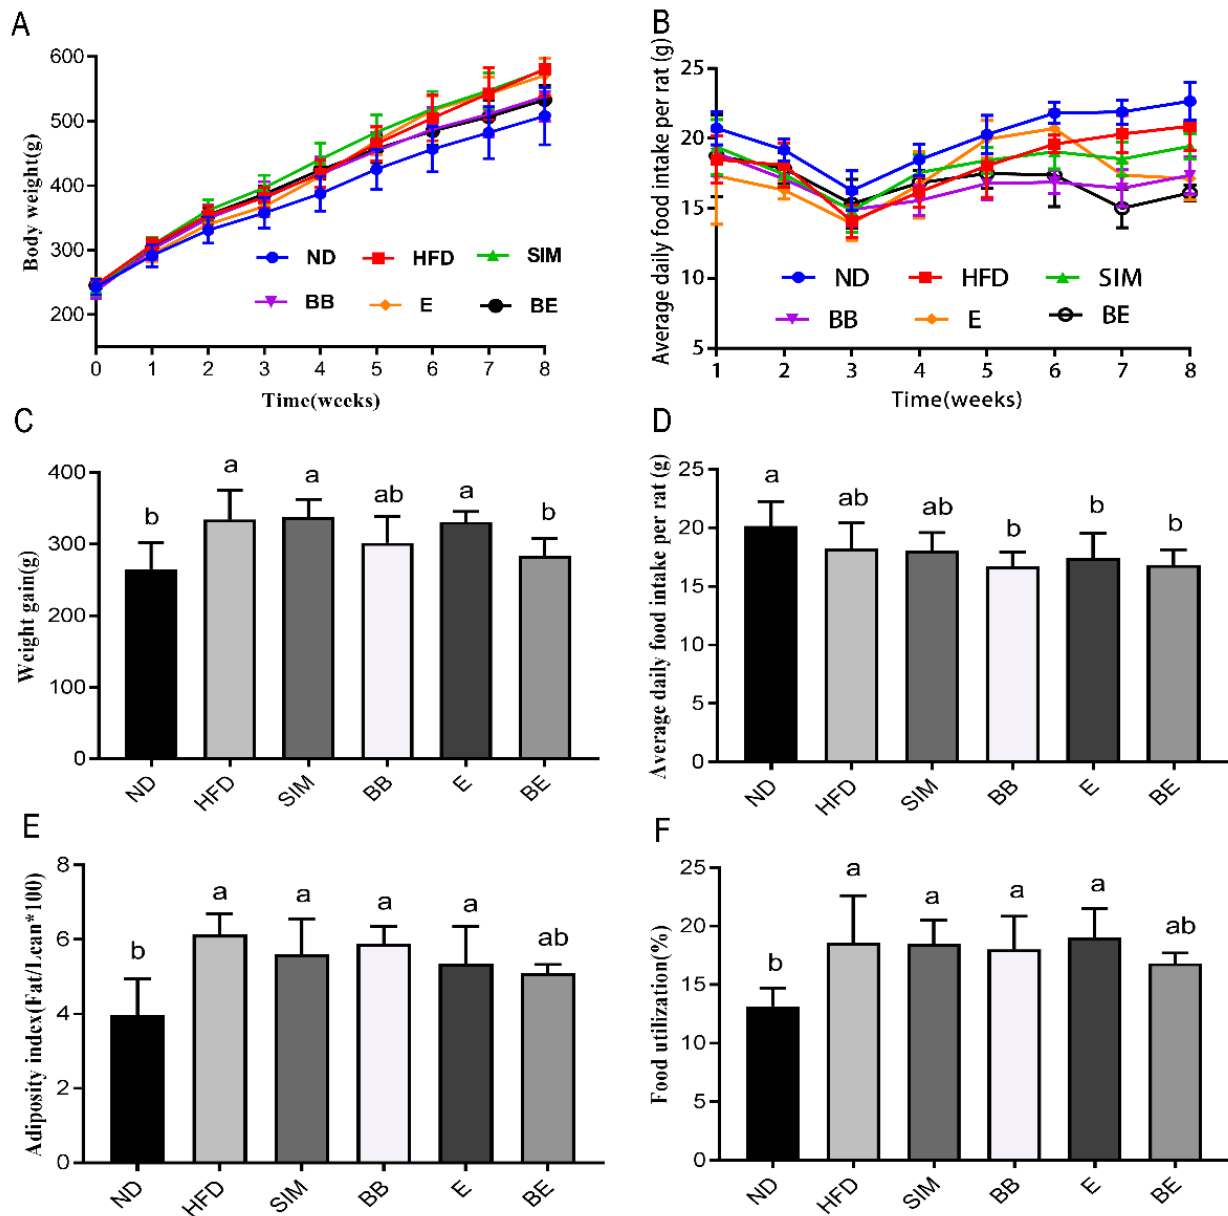 A
Body weight(g)
600
500
400
300
200
0 1 2 3 4 5 6 7 8
Time(weeks)
ND HFD SIM
BB E BE
B
Average daily food intake per rat (g)
25
20
15
10
5
1 2 3 4 5 6 7 8
Time(weeks)
ND HFD SIM
BB E BE
C
Weight gain(g)
400
300
200
100
0
b a a ab a b
ND HFD SIM BB E BE
D
Average daily food intake per rat (g)
25
20
15
10
5
0
a ab ab b b b
ND HFD SIM BB E BE
E
Adiposity index(Fat/Lean*100)
8
6
4
2
0
b a a a a ab
ND HFD SIM BB E BE
F
Food utilization(%)
25
20
15
10
5
0
b a a a a ab
ND HFD SIM BB E BE